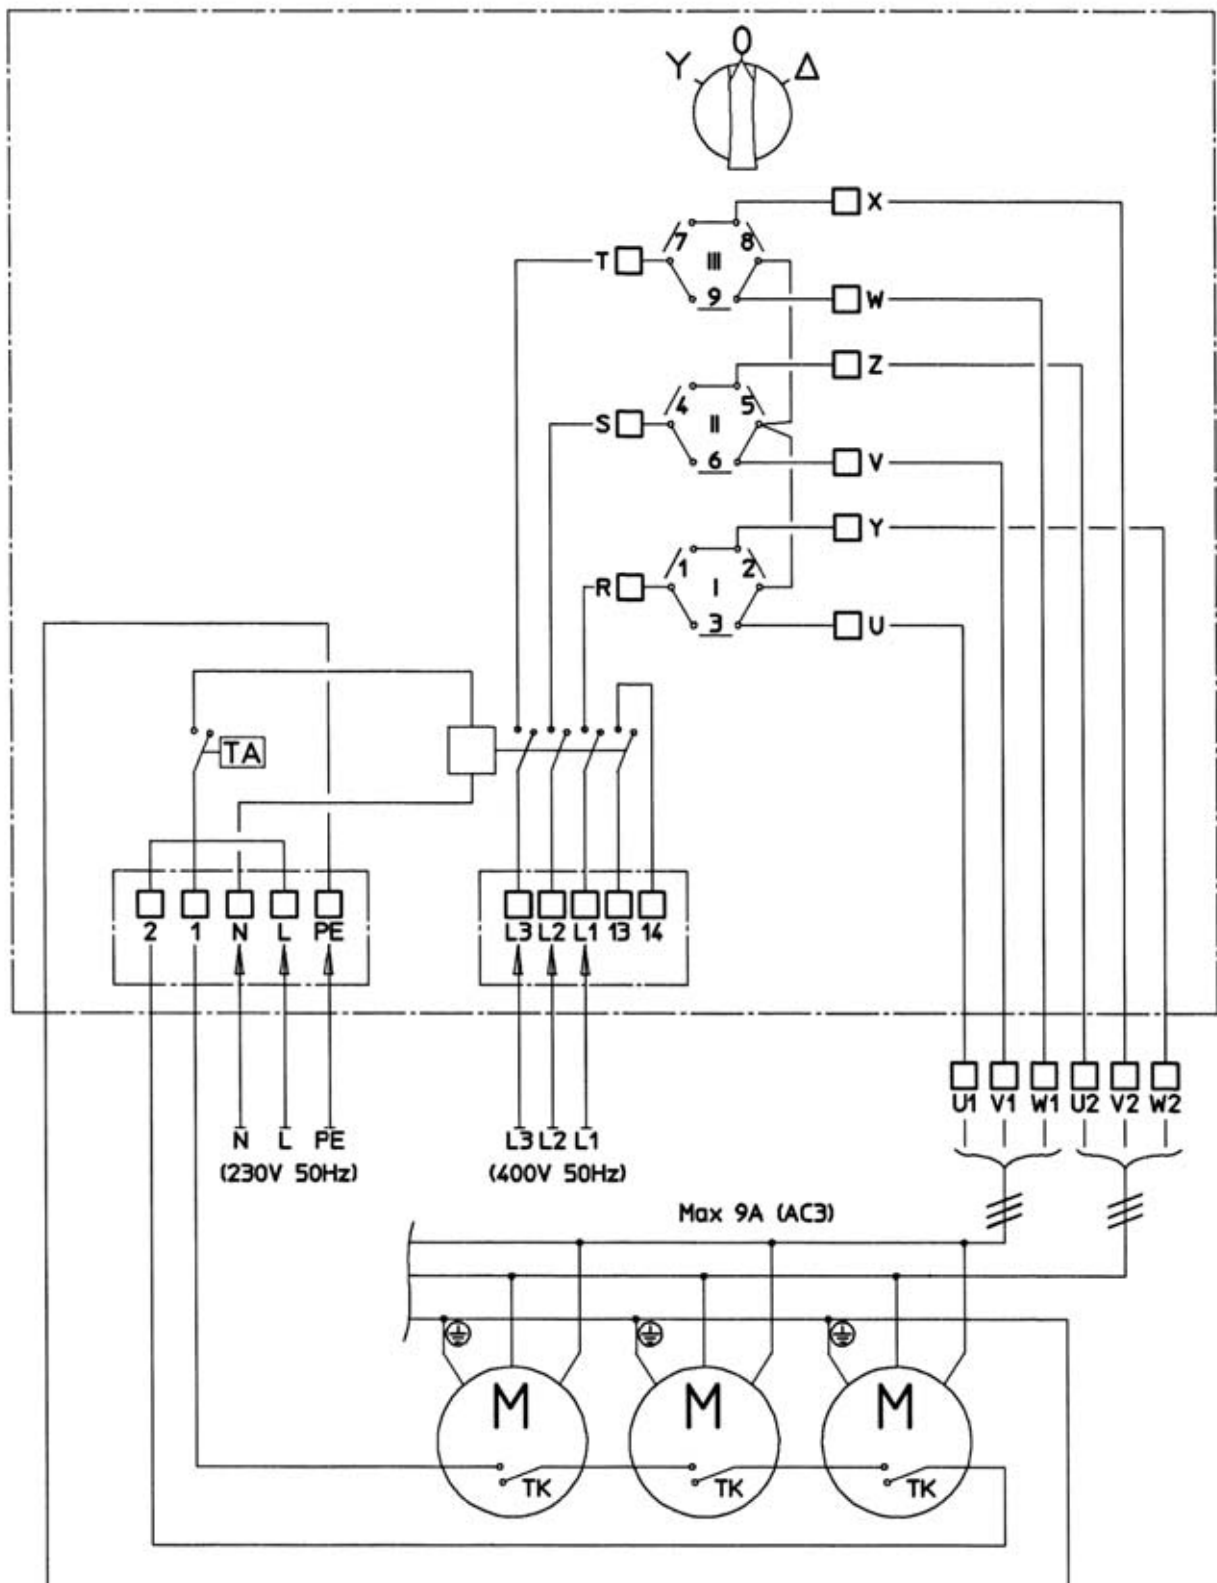 O
Y Δ
X
7 8
T III
9 W
Z
4 5
S II
6 V
Y
1 2
R I
3 U
TA
2 1 N L PE
L3 L2 L1 13 14
U1 V1 W1 U2 V2 W2
N L PE
L3 L2 L1
(230V 50Hz)
(400V 50Hz)
Max 9A (AC3)
M M M
TK TK TK